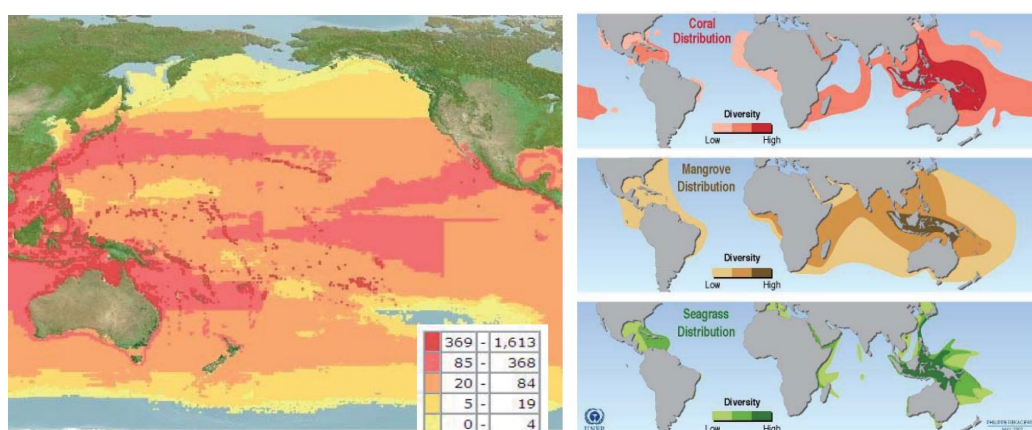 369 - 1,613
85 - 368
20 - 84
5 - 19
0 - 4
Coral
Distribution
Diversity
Low High
Mangrove
Distribution
Diversity
Low High
Seagrass
Distribution
Diversity
Low High
UNEP